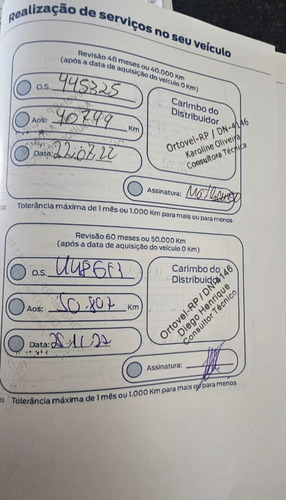 Realização de serviços no seu veículo
Revisão 48 meses ou 40.000 Km
(após a data de aquisição do veículo 0 Km)
O.S. 445325
Aos: 40799 Km
Data: 22.07.22
Carimbo do
Distribuidor
Ortovel-RP / DN-4146
Karoline Oliveira
Consultora Técnica
Assinatura:
Tolerância máxima de 1 mês ou 1.000 Km para mais ou para menos
Revisão 60 meses ou 50.000 Km
(após a data de aquisição do veículo 0 Km)
O.S.
Aos: 50.807 Km
Data:
Carimbo do
Distribuidor
Ortovel-RP / DN 4146
Diego Henrique
Consultor Técnico
Assinatura:
Tolerância máxima de 1 mês ou 1.000 Km para mais ou para menos